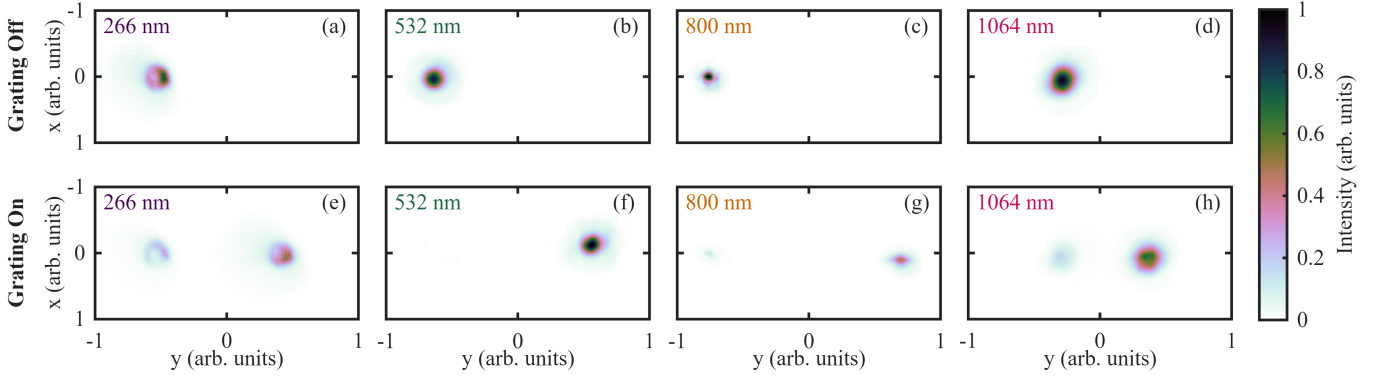 Grating Off
x (arb. units)
-1
0
1
266 nm (a)
532 nm (b)
800 nm (c)
1064 nm (d)
Grating On
x (arb. units)
-1
0
1
266 nm (e)
532 nm (f)
800 nm (g)
1064 nm (h)
-1 0 1 -1 0 1 -1 0 1 -1 0 1
y (arb. units) y (arb. units) y (arb. units) y (arb. units)
1
0.8
0.6
0.4
0.2
0
Intensity (arb. units)